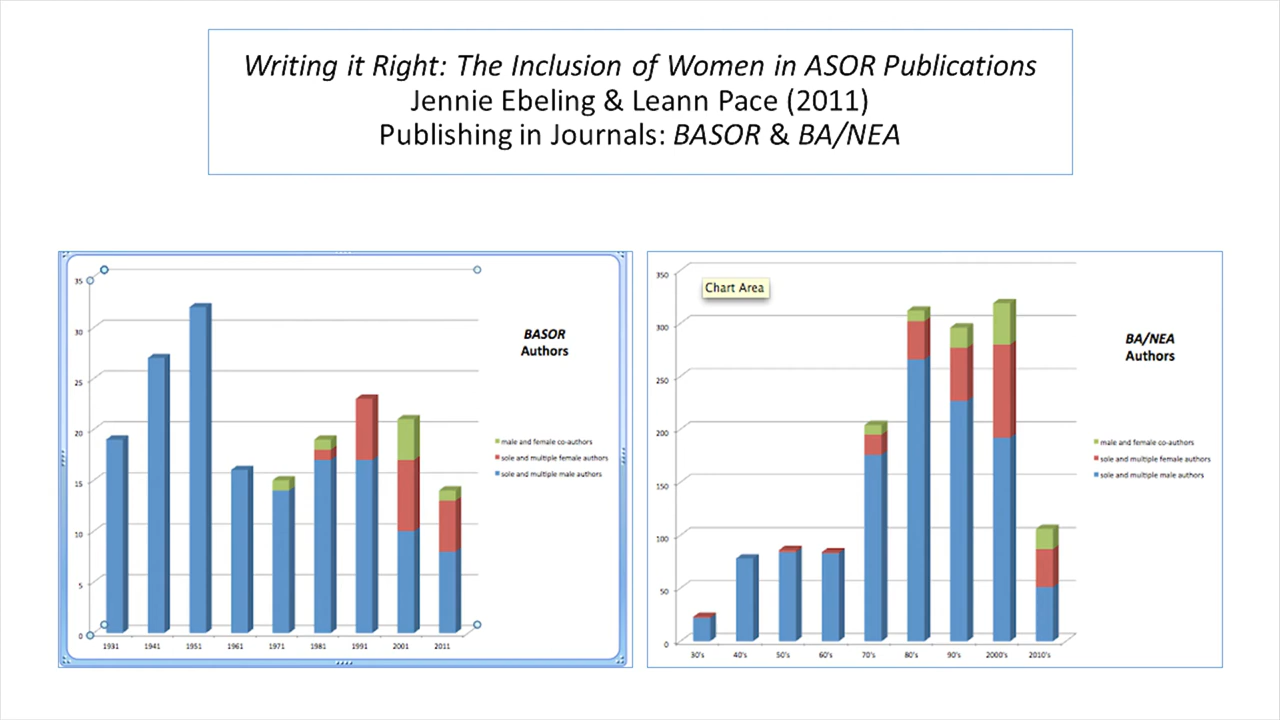 Writing it Right: The Inclusion of Women in ASOR Publications
Jennie Ebeling & Leann Pace (2011)
Publishing in Journals: BASOR & BA/NEA
35
30
25
20
15
10
5
0
1931 1941 1951 1961 1971 1981 1991 2001 2011
BASOR
Authors
male and female co-authors
sole and multiple female authors
sole and multiple male authors
Chart Area
350
300
250
200
150
100
50
0
30's 40's 50's 60's 70's 80's 90's 2000's 2010's
BA/NEA
Authors
male and female co-authors
sole and multiple female authors
sole and multiple male authors